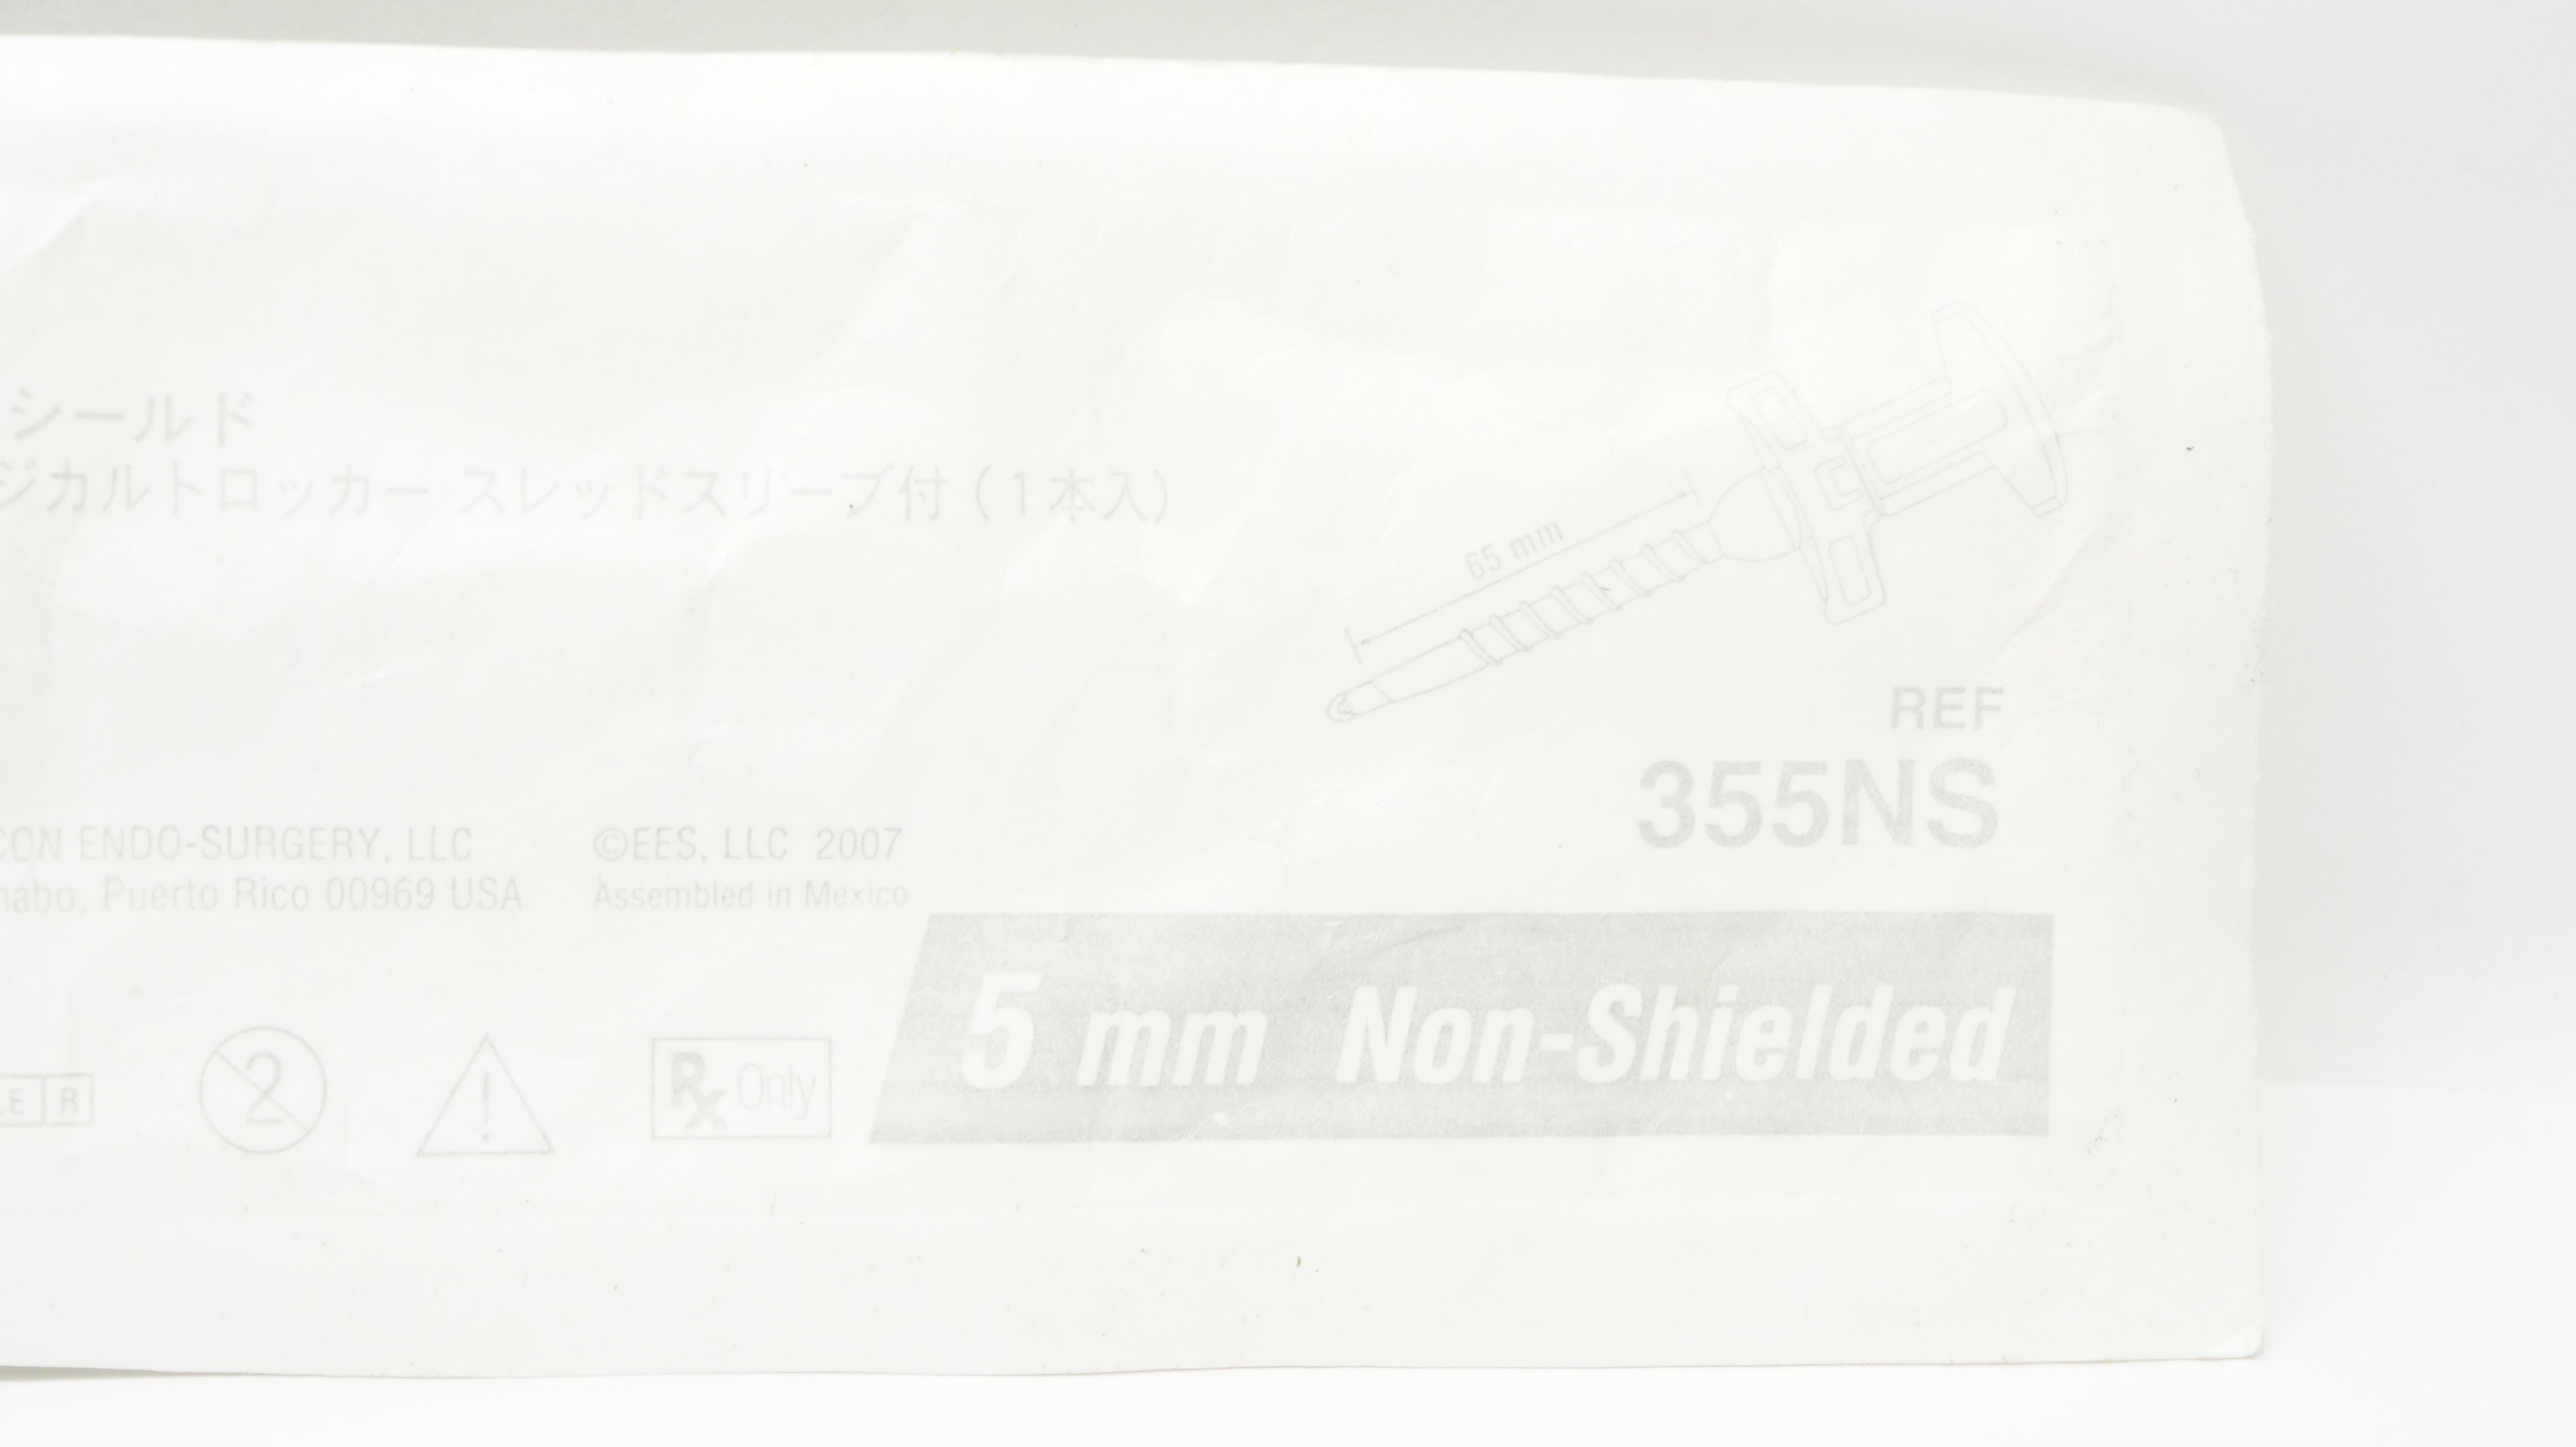 シールド
ジカルトロッカー スレッドスリーブ付（1本入）
65 mm
REF
355NS
CON ENDO-SURGERY, LLC
nabo, Puerto Rico 00969 USA
©EES, LLC 2007
Assembled in Mexico
LE R
2
!
Rx Only
5 mm Non-Shielded